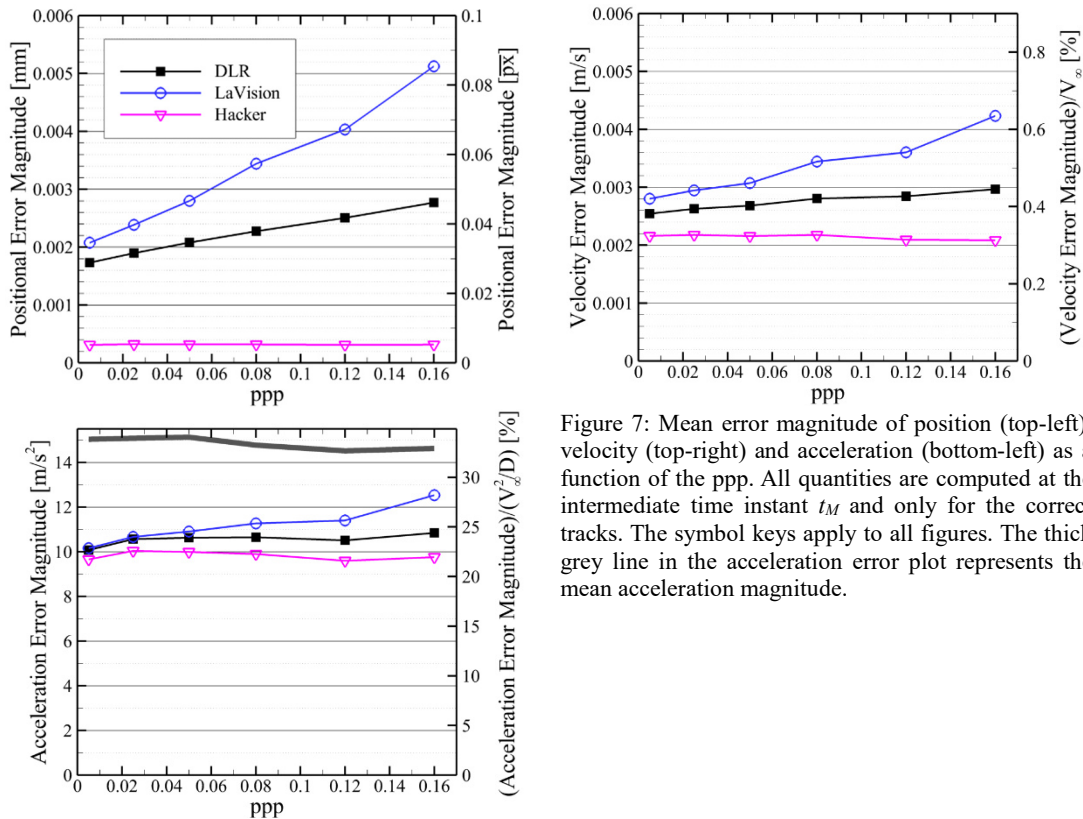 Positional Error Magnitude [mm]
0.006
0.005
0.004
0.003
0.002
0.001
0
DLR
LaVision
Hacker
0.1
0.08
0.06
0.04
0.02
0
Positional Error Magnitude [px]
0 0.02 0.04 0.06 0.08 0.10 0.12 0.14 0.16
ppp
Velocity Error Magnitude [m/s]
0.006
0.005
0.004
0.003
0.002
0.001
0
0.8
0.6
0.4
0.2
0
(Velocity Error Magnitude)/V∞ [%]
0 0.02 0.04 0.06 0.08 0.10 0.12 0.14 0.16
ppp
Acceleration Error Magnitude [m/s²]
14
12
10
8
6
4
2
0
30
25
20
15
10
5
0
(Acceleration Error Magnitude)/(V²∞/D) [%]
0 0.02 0.04 0.06 0.08 0.10 0.12 0.14 0.16
ppp
Figure 7: Mean error magnitude of position (top-left)
velocity (top-right) and acceleration (bottom-left) as
function of the ppp. All quantities are computed at the
intermediate time instant tM and only for the correc
tracks. The symbol keys apply to all figures. The thick
grey line in the acceleration error plot represents the
mean acceleration magnitude.